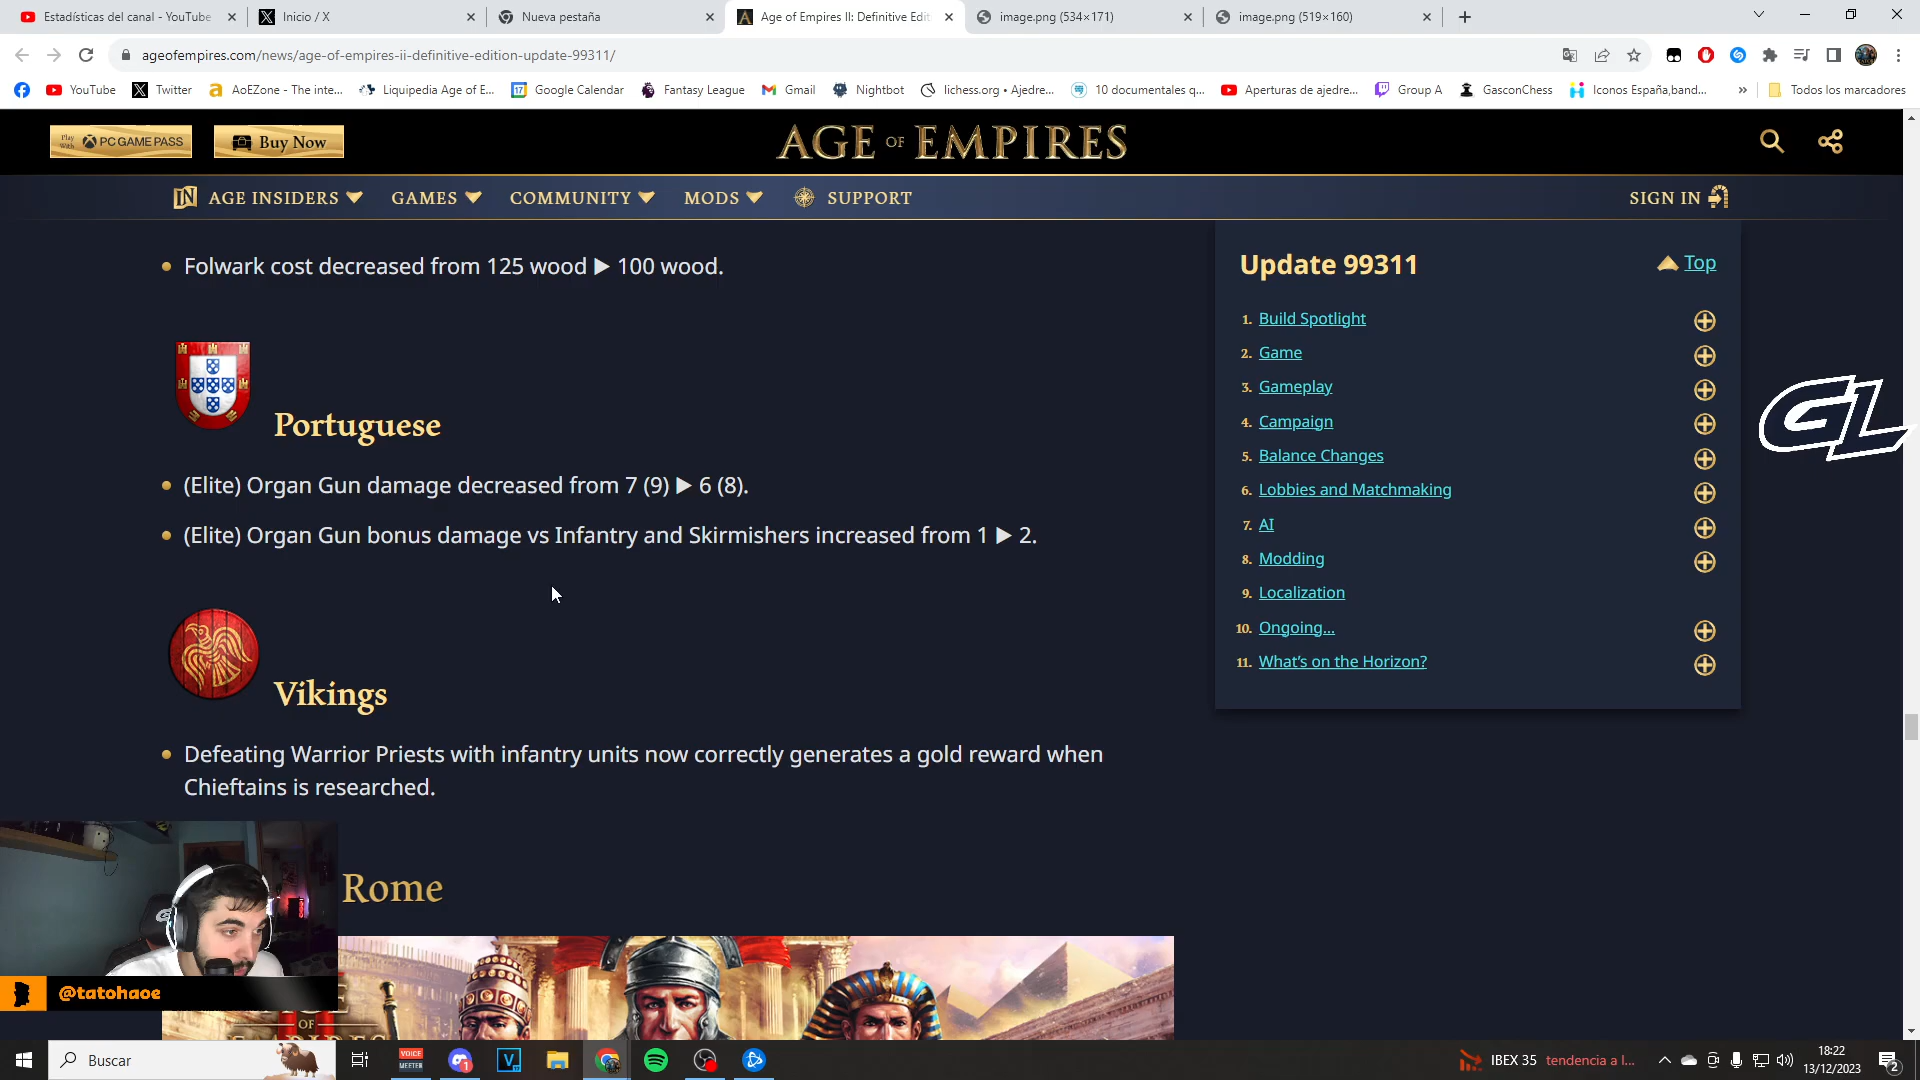 Estadísticas del canal - YouTube
Inicio / X
Nueva pestaña
Age of Empires II: Definitive Edit
image.png (534×171)
image.png (519×160)
ageofempires.com/news/age-of-empires-ii-definitive-edition-update-99311/
YouTube
Twitter
AoEZone - The inte...
Liquipedia Age of E...
Google Calendar
Fantasy League
Gmail
Nightbot
lichess.org • Ajedre...
10 documentales q...
Aperturas de ajedre...
Group A
GasconChess
Iconos España,band...
»
Todos los marcadores
Play With PC GAME PASS
Buy Now
AGE OF EMPIRES
IN AGE INSIDERS
GAMES
COMMUNITY
MODS
SUPPORT
SIGN IN
• Folwark cost decreased from 125 wood ▶ 100 wood.
Portuguese
• (Elite) Organ Gun damage decreased from 7 (9) ▶ 6 (8).
• (Elite) Organ Gun bonus damage vs Infantry and Skirmishers increased from 1 ▶ 2.
Vikings
• Defeating Warrior Priests with infantry units now correctly generates a gold reward when
Chieftains is researched.
Rome
Update 99311
Top
1. Build Spotlight
2. Game
3. Gameplay
4. Campaign
5. Balance Changes
6. Lobbies and Matchmaking
7. AI
8. Modding
9. Localization
10. Ongoing...
11. What's on the Horizon?
GL
@tatohaoe
OF
Buscar
VOICE
MEETER
1
IBEX 35 tendencia a l...
18:22
13/12/2023
2